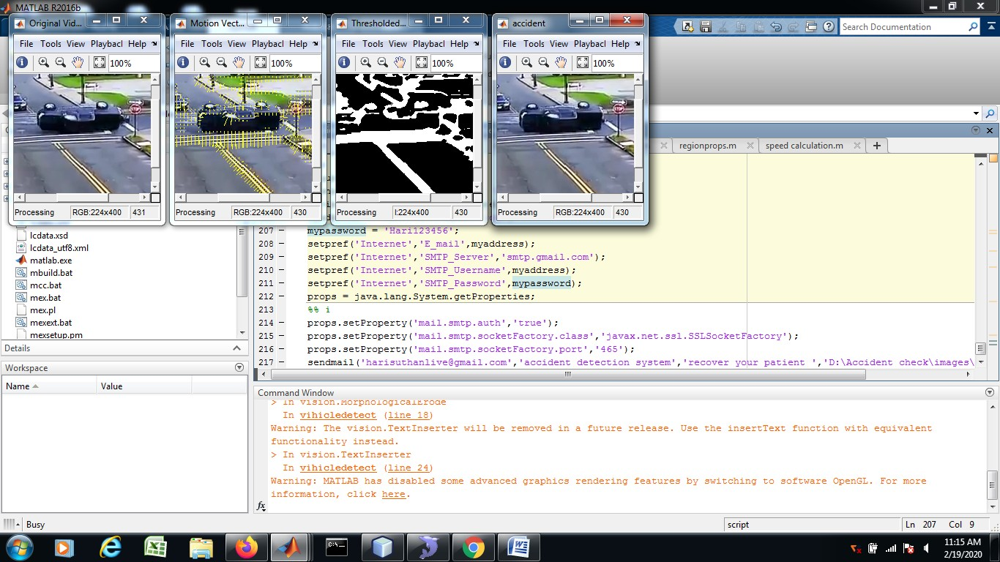 MATLAB R2016b
Original Vid...
File Tools View Playbacl Help
100%
Processing RGB:224x400 431
Motion Vect...
File Tools View Playbacl Help
100%
Processing RGB:224x400 430
Thresholded...
File Tools View Playbacl Help
100%
Processing I:224x400 430
accident
File Tools View Playbacl Help
100%
Processing RGB:224x400 430
STOP
Search Documentation
regionprops.m
speed calculation.m
lcdata.xsd
lcdata_utf8.xml
matlab.exe
mbuild.bat
mcc.bat
mex.bat
mex.pl
mexext.bat
mexsetup.pm
Details
Workspace
Name Value
207 mypassword = 'Hari123456';
208 setpref('Internet','E_mail',myaddress);
209 setpref('Internet','SMTP_Server','smtp.gmail.com');
210 setpref('Internet','SMTP_Username',myaddress);
211 setpref('Internet','SMTP_Password',mypassword);
212 props = java.lang.System.getProperties;
213 %% i
214 props.setProperty('mail.smtp.auth','true');
215 props.setProperty('mail.smtp.socketFactory.class','javax.net.ssl.SSLSocketFactory');
216 props.setProperty('mail.smtp.socketFactory.port','465');
217 sendmail('harisuthanlive@gmail.com','accident detection system','recover your patient ','D:\Accident check\images\
Command Window
> In vision.MorphologicalErode
In vihicledetect (line 18)
Warning: The vision.TextInserter will be removed in a future release. Use the insertText function with equivalent
functionality instead.
> In vision.TextInserter
In vihicledetect (line 24)
Warning: MATLAB has disabled some advanced graphics rendering features by switching to software OpenGL. For more
information, click here.
fx
Busy
script
Ln 207 Col 9
11:15 AM
2/19/2020